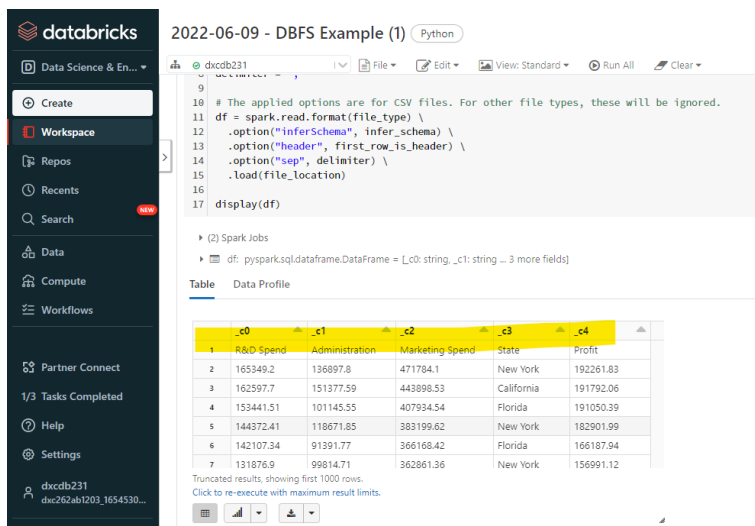 databricks
2022-06-09 - DBFS Example (1) Python
D Data Science & En...
dxcdb231 File Edit View: Standard Run All Clear
Create
Workspace
Repos
Recents
Search
NEW
Data
Compute
Workflows
Partner Connect
1/3 Tasks Completed
Help
Settings
dxcdb231
dxc262ab1203_1654530...
8 delimiter = ","
9
10 # The applied options are for CSV files. For other file types, these will be ignored.
11 df = spark.read.format(file_type) \
12 .option("inferSchema", infer_schema) \
13 .option("header", first_row_is_header) \
14 .option("sep", delimiter) \
15 .load(file_location)
16
17 display(df)
(2) Spark Jobs
df: pyspark.sql.dataframe.DataFrame = [_c0: string, _c1: string ... 3 more fields]
Table Data Profile
_c0 _c1 _c2 _c3 _c4
1 R&D Spend Administration Marketing Spend State Profit
2 165349.2 136897.8 471784.1 New York 192261.83
3 162597.7 151377.59 443898.53 California 191792.06
4 153441.51 101145.55 407934.54 Florida 191050.39
5 144372.41 118671.85 383199.62 New York 182901.99
6 142107.34 91391.77 366168.42 Florida 166187.94
7 131876.9 99814.71 362861.36 New York 156991.12
Truncated results, showing first 1000 rows.
Click to re-execute with maximum result limits.